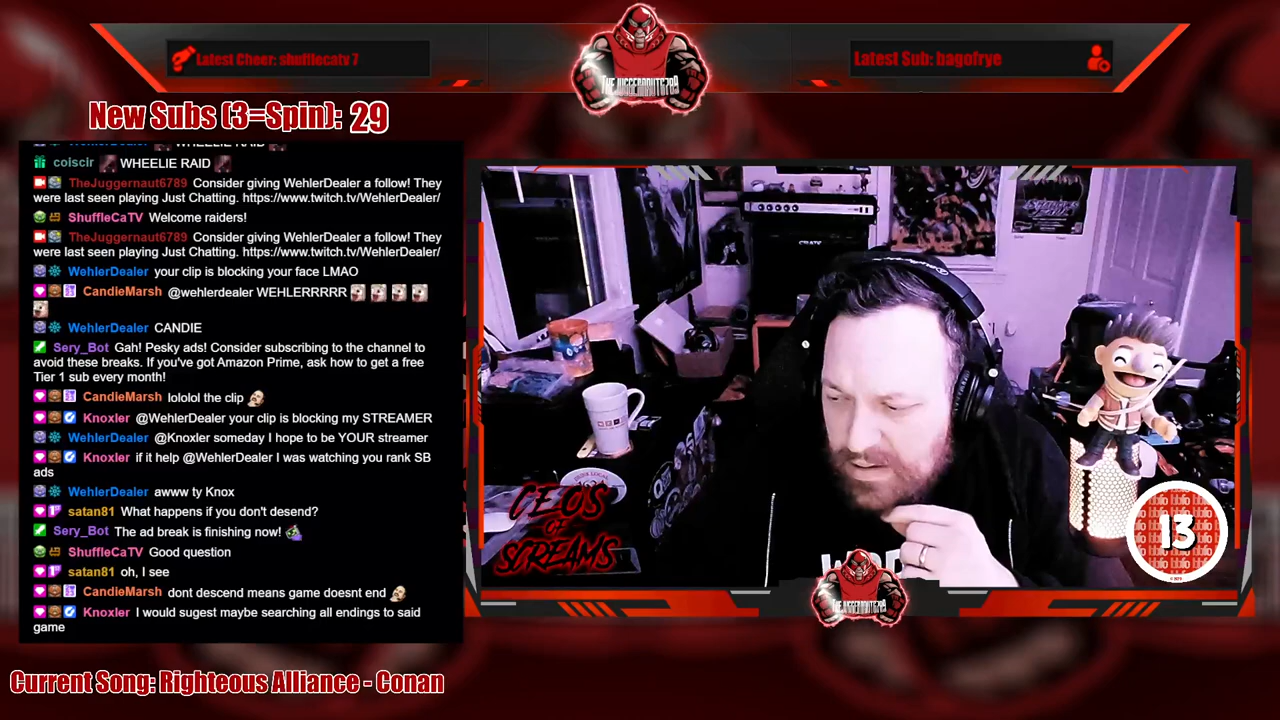 Latest Cheer: shufflecatv 7
THEJUGGERNAUT6789
Latest Sub: bagofrye
New Subs (3=Spin): 29
coiscir WHEELIE RAID
TheJuggernaut6789 Consider giving WehlerDealer a follow! They
were last seen playing Just Chatting. https://www.twitch.tv/WehlerDealer/
ShuffleCaTV Welcome raiders!
TheJuggernaut6789 Consider giving WehlerDealer a follow! They
were last seen playing Just Chatting. https://www.twitch.tv/WehlerDealer/
WehlerDealer your clip is blocking your face LMAO
CandieMarsh @wehlerdealer WEHLERRRRR
WehlerDealer CANDIE
Sery_Bot Gah! Pesky ads! Consider subscribing to the channel to
avoid these breaks. If you've got Amazon Prime, ask how to get a free
Tier 1 sub every month!
CandieMarsh lololol the clip
Knoxler @WehlerDealer your clip is blocking my STREAMER
WehlerDealer @Knoxler someday I hope to be YOUR streamer
Knoxler if it help @WehlerDealer I was watching you rank SB
ads
WehlerDealer awww ty Knox
satan81 What happens if you don't desend?
Sery_Bot The ad break is finishing now!
ShuffleCaTV Good question
satan81 oh, I see
CandieMarsh dont descend means game doesnt end
Knoxler I would sugest maybe searching all endings to said
game
CRATE
CEO'S
OF
SCREAMS
13
THEJUGGERNAUT6789
Current Song: Righteous Alliance - Conan